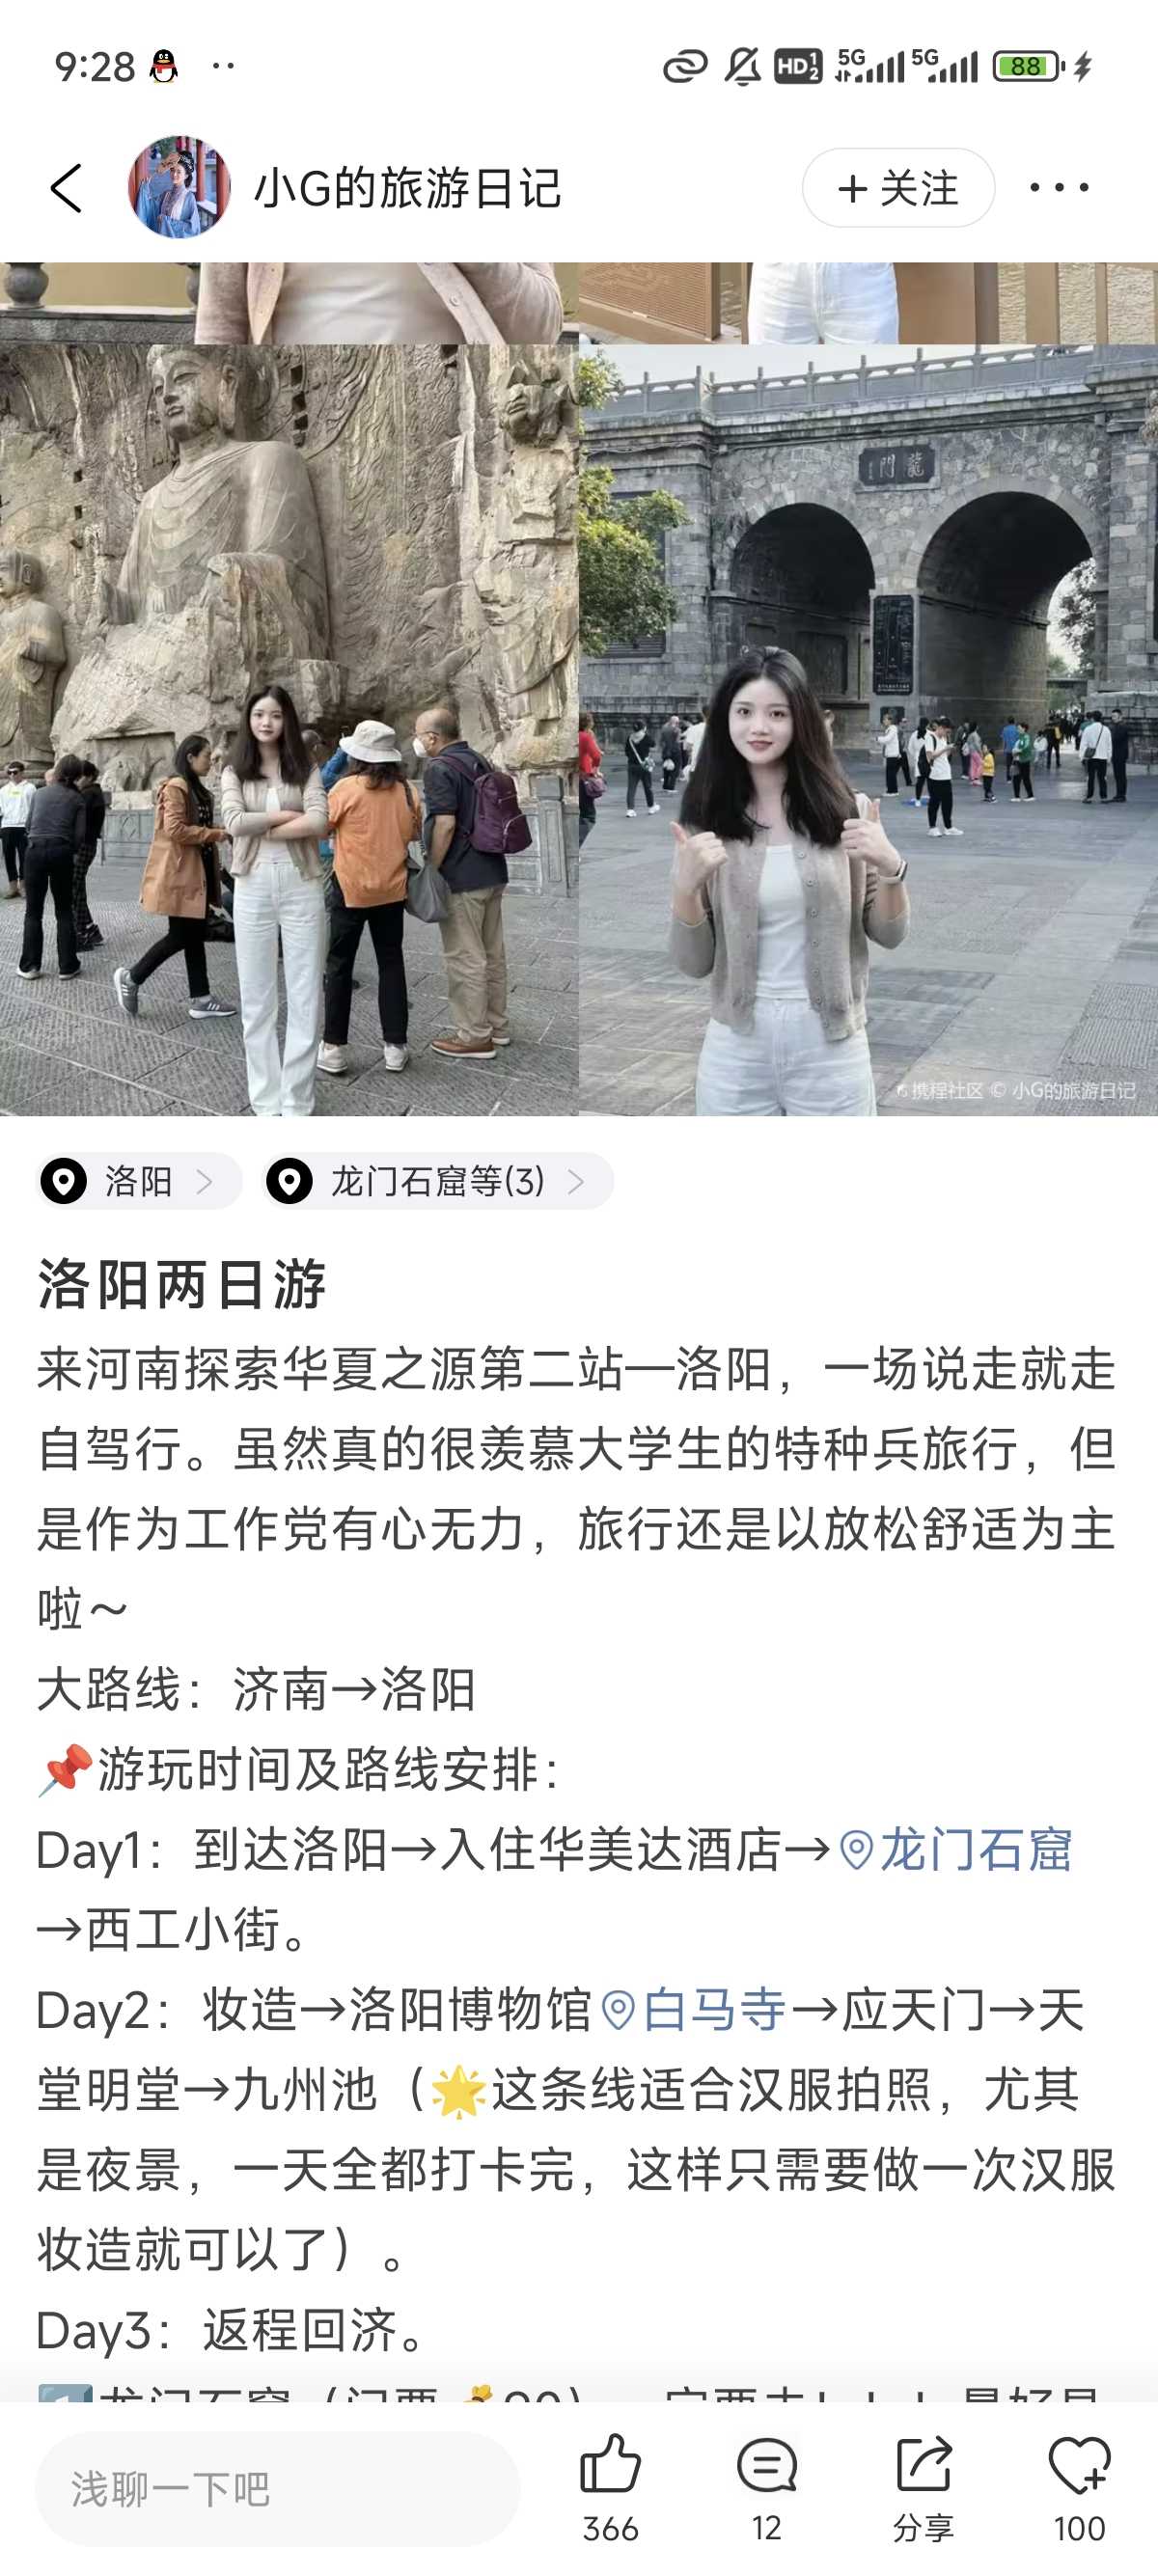 9:28
HD 1 2 5G 5G 88
小G的旅游日记 + 关注
龍門
携程社区 © 小G的旅游日记
洛阳 龙门石窟等(3)
洛阳两日游
来河南探索华夏之源第二站—洛阳，一场说走就走
自驾行。虽然真的很羡慕大学生的特种兵旅行，但
是作为工作党有心无力，旅行还是以放松舒适为主
啦～
大路线：济南→洛阳
📌游玩时间及路线安排：
Day1：到达洛阳→入住华美达酒店→龙门石窟
→西工小街。
Day2：妆造→洛阳博物馆白马寺→应天门→天
堂明堂→九州池（🌟这条线适合汉服拍照，尤其
是夜景，一天全都打卡完，这样只需要做一次汉服
妆造就可以了）。
Day3：返程回济。
浅聊一下吧 366 12 分享 100